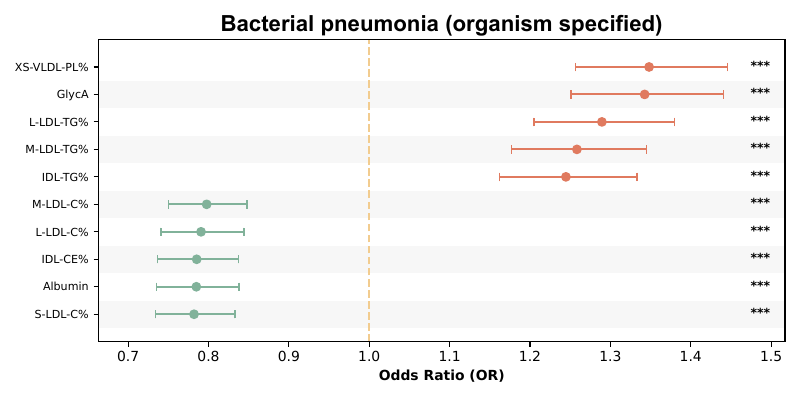 Bacterial pneumonia (organism specified)
XS-VLDL-PL% ***
GlycA ***
L-LDL-TG% ***
M-LDL-TG% ***
IDL-TG% ***
M-LDL-C% ***
L-LDL-C% ***
IDL-CE% ***
Albumin ***
S-LDL-C% ***
0.7 0.8 0.9 1.0 1.1 1.2 1.3 1.4 1.5
Odds Ratio (OR)